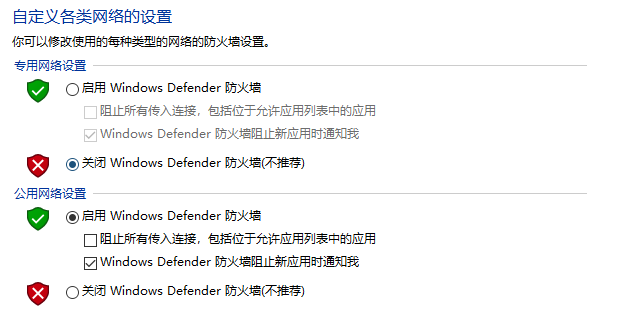 自定义各类网络的设置
你可以修改使用的每种类型的网络的防火墙设置。
专用网络设置
启用 Windows Defender 防火墙
阻止所有传入连接，包括位于允许应用列表中的应用
Windows Defender 防火墙阻止新应用时通知我
关闭 Windows Defender 防火墙(不推荐)
公用网络设置
启用 Windows Defender 防火墙
阻止所有传入连接，包括位于允许应用列表中的应用
Windows Defender 防火墙阻止新应用时通知我
关闭 Windows Defender 防火墙(不推荐)